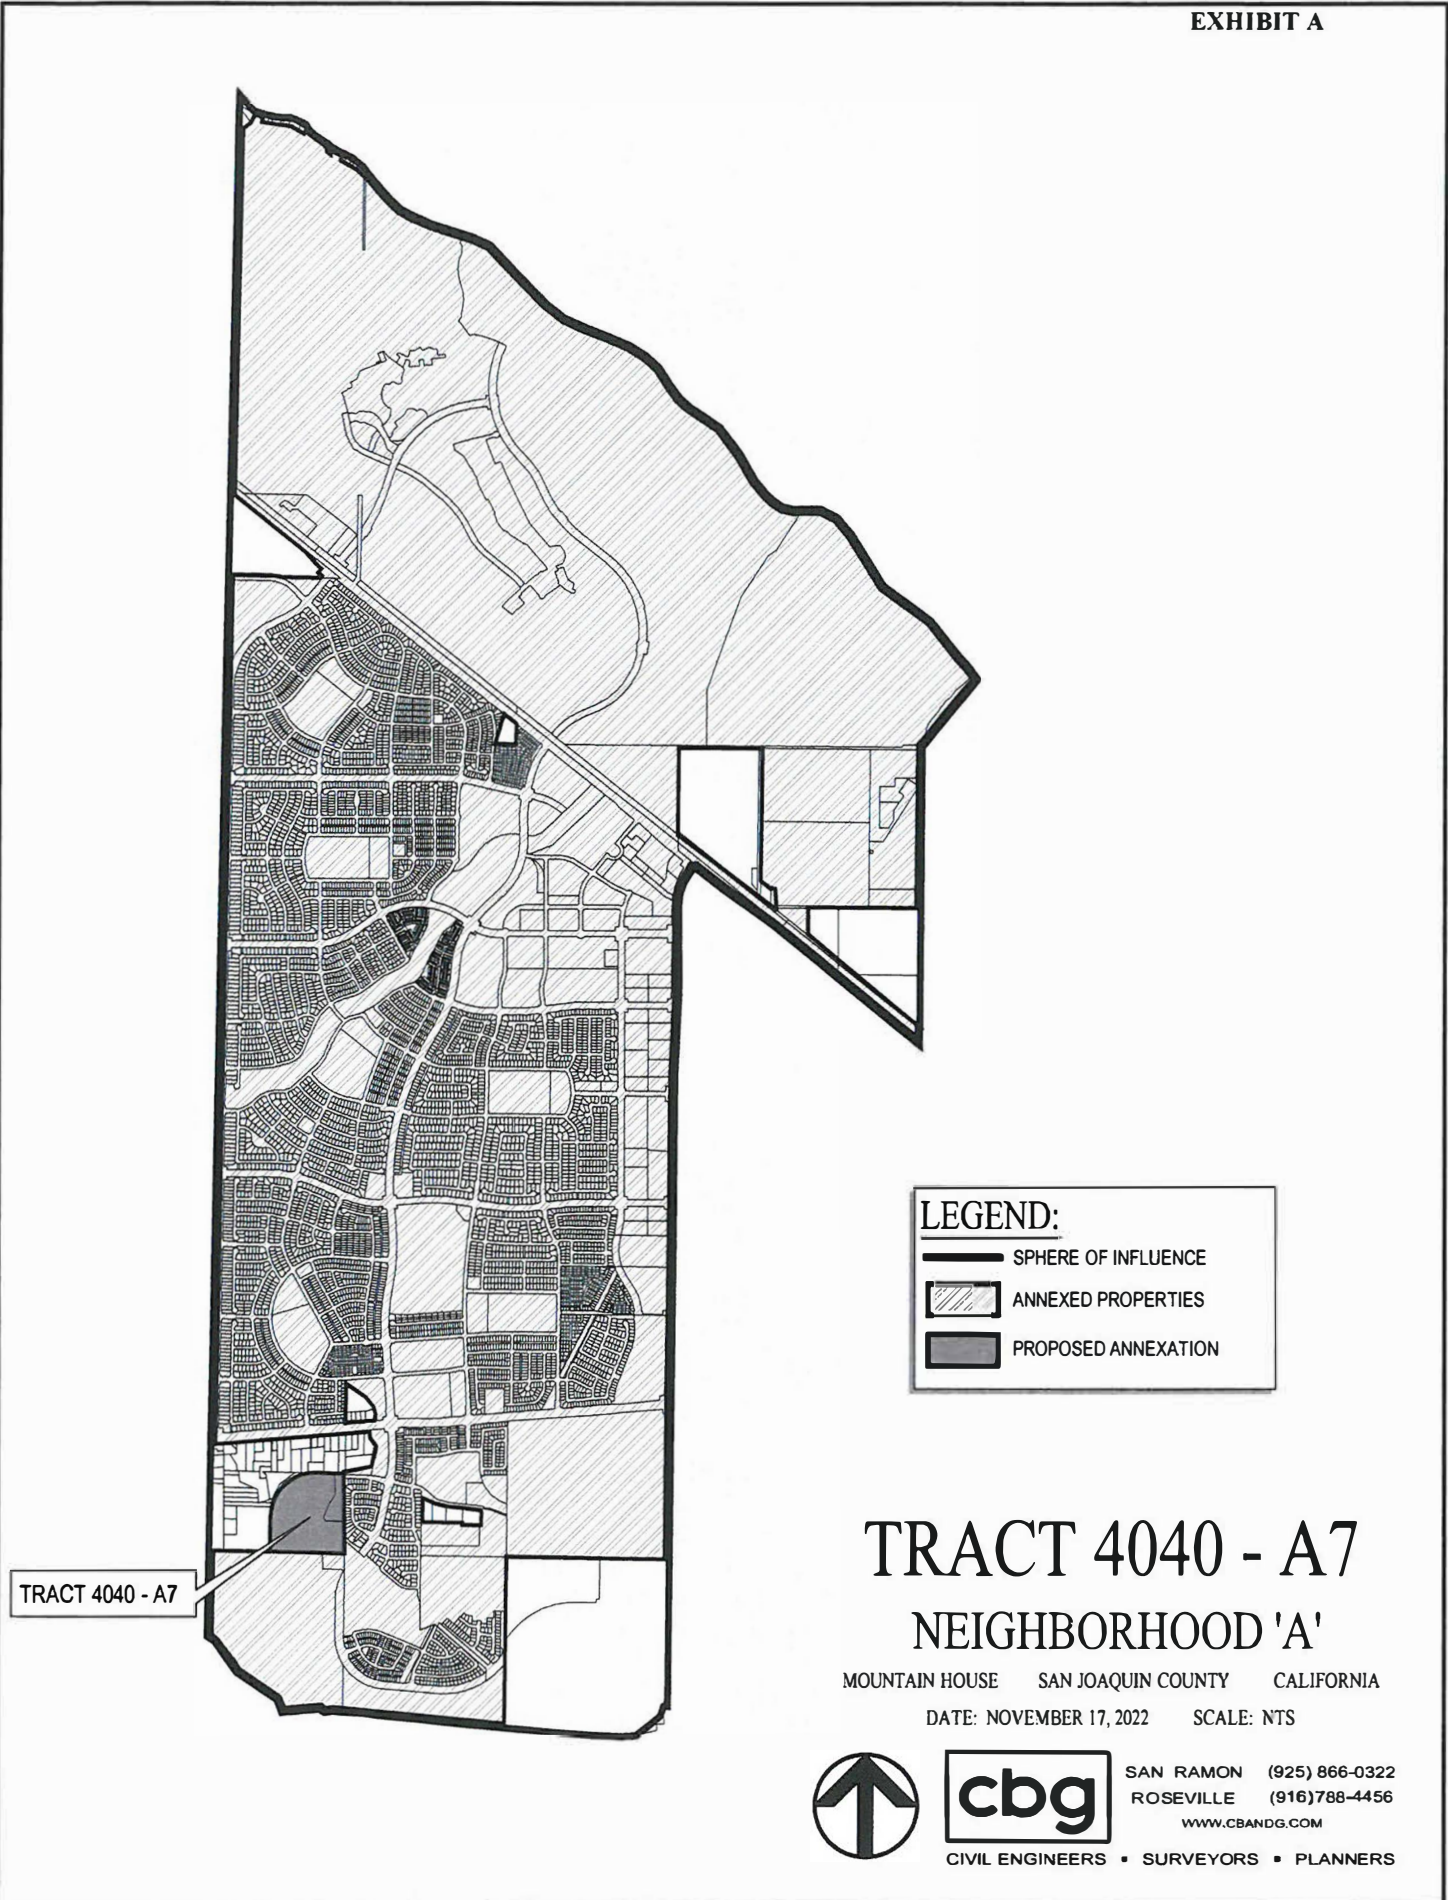 EXHIBIT A
LEGEND:
SPHERE OF INFLUENCE
ANNEXED PROPERTIES
PROPOSED ANNEXATION
TRACT 4040 - A7
TRACT 4040 - A7
NEIGHBORHOOD 'A'
MOUNTAIN HOUSE SAN JOAQUIN COUNTY CALIFORNIA
DATE: NOVEMBER 17, 2022 SCALE: NTS
cbg
SAN RAMON (925) 866-0322
ROSEVILLE (916)788-4456
WWW.CBANDG.COM
CIVIL ENGINEERS ▪ SURVEYORS ▪ PLANNERS